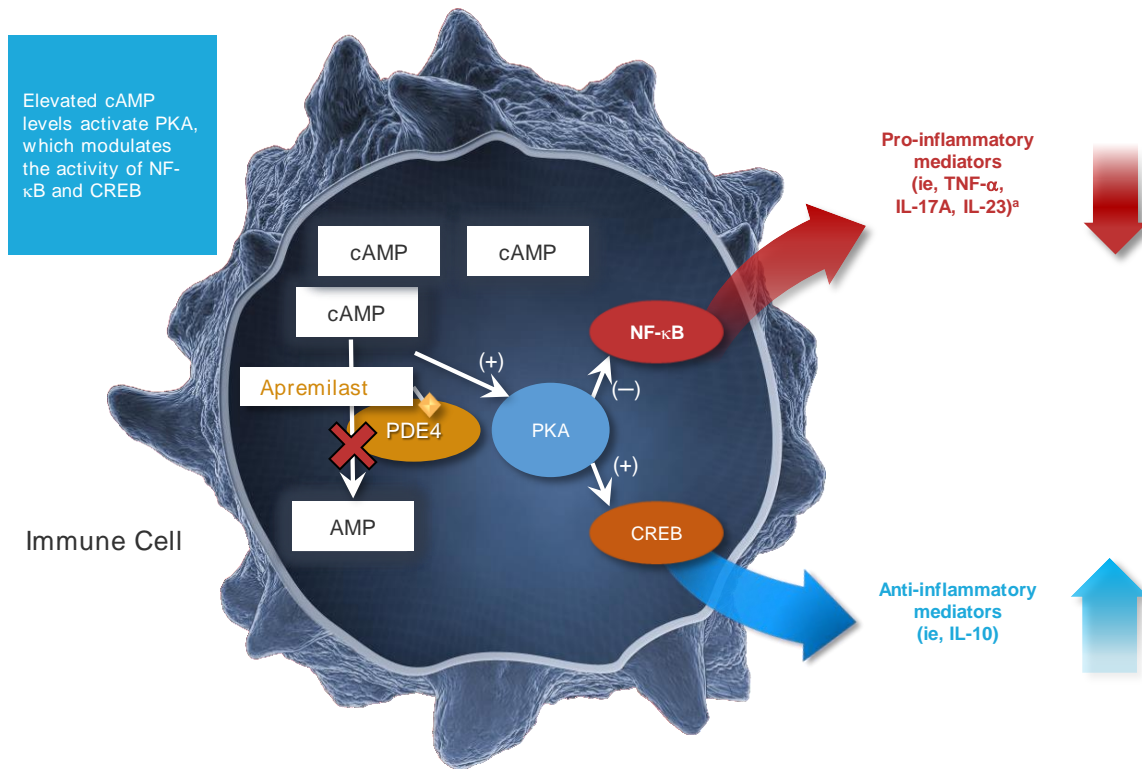 Elevated cAMP
levels activate PKA,
which modulates
the activity of NF-
κB and CREB
Pro-inflammatory
mediators
(ie, TNF-α,
IL-17A, IL-23)ᵃ
cAMP
cAMP
cAMP
(+)
NF-κB
Apremilast
(−)
PDE4
PKA
(+)
AMP
CREB
Immune Cell
Anti-inflammatory
mediators
(ie, IL-10)